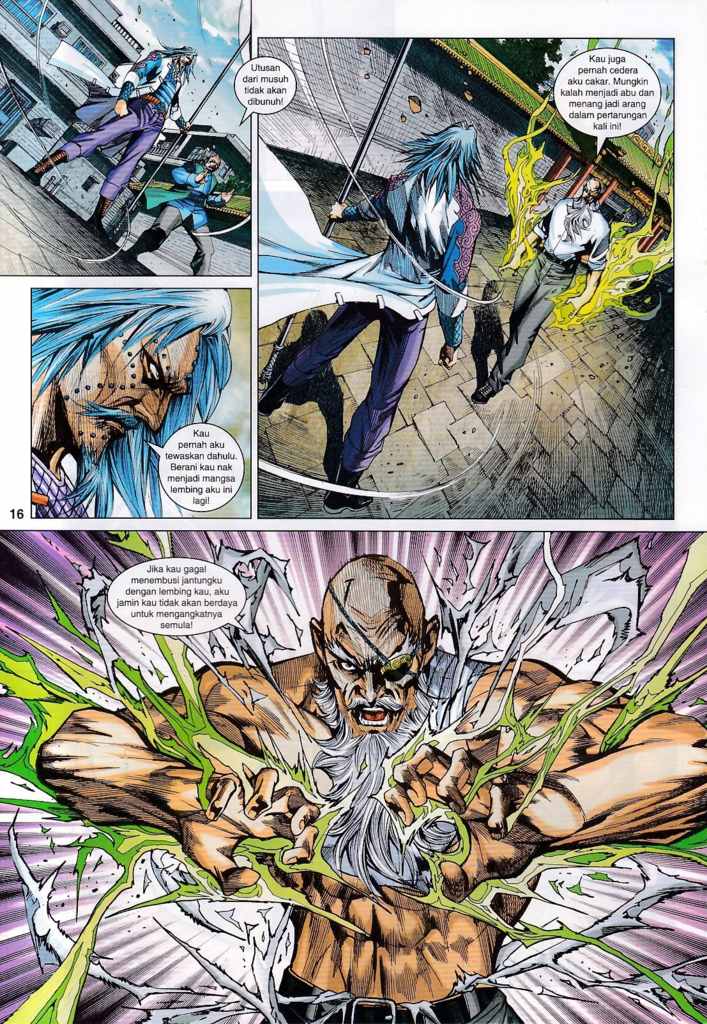 Utusan
dari musuh
tidak akan
dibunuh!
Kau juga
pernah cedera
aku cakar. Mungkin
kalah menjadi abu dan
menang jadi arang
dalam pertarungan
kali ini!
Kau
pernah aku
tewaskan dahulu.
Berani kau nak
menjadi mangsa
lembing aku ini
lagi!
16
Jika kau gagal
menembusi jantungku
dengan lembing kau, aku
jamin kau tidak akan berdaya
untuk mengangkatnya
semula!